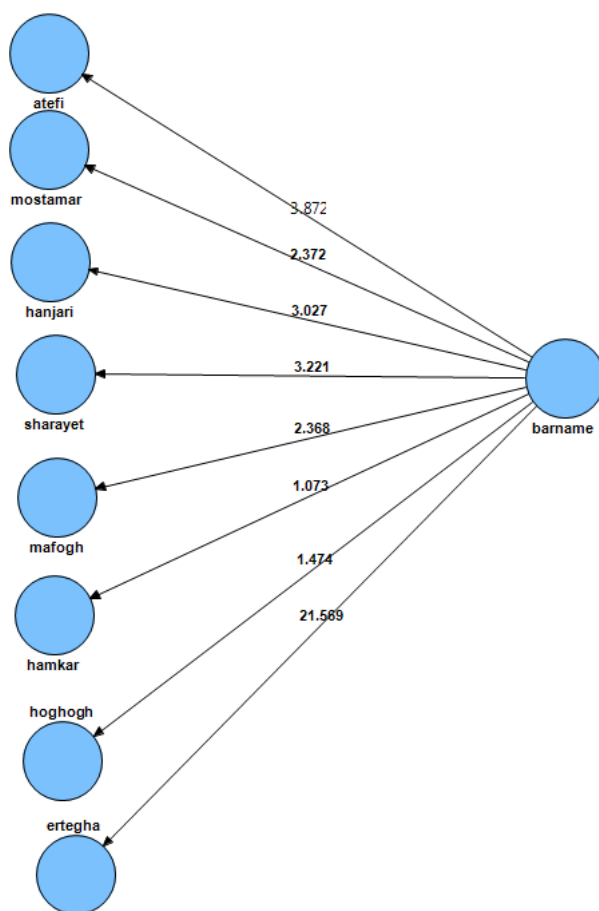 atefi
mostamar
3.872
2.372
hanjari
3.027
sharayet
3.221
barname
2.368
mafogh
1.073
hamkar
1.474
21.569
hoghogh
ertegha